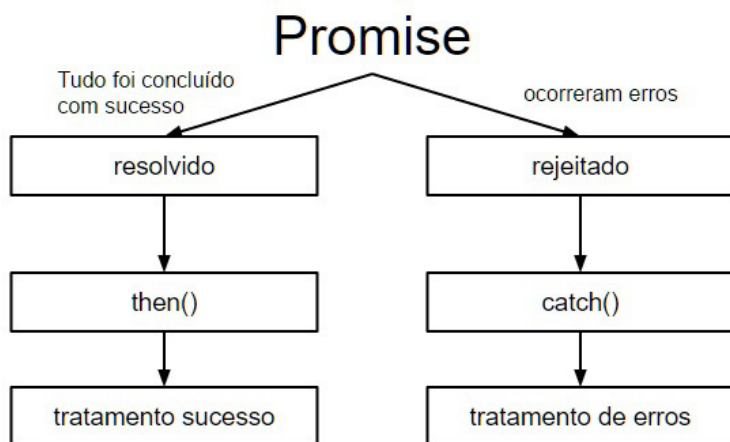 Promise
Tudo foi concluído
com sucesso
ocorreram erros
resolvido
rejeitado
then()
catch()
tratamento sucesso
tratamento de erros